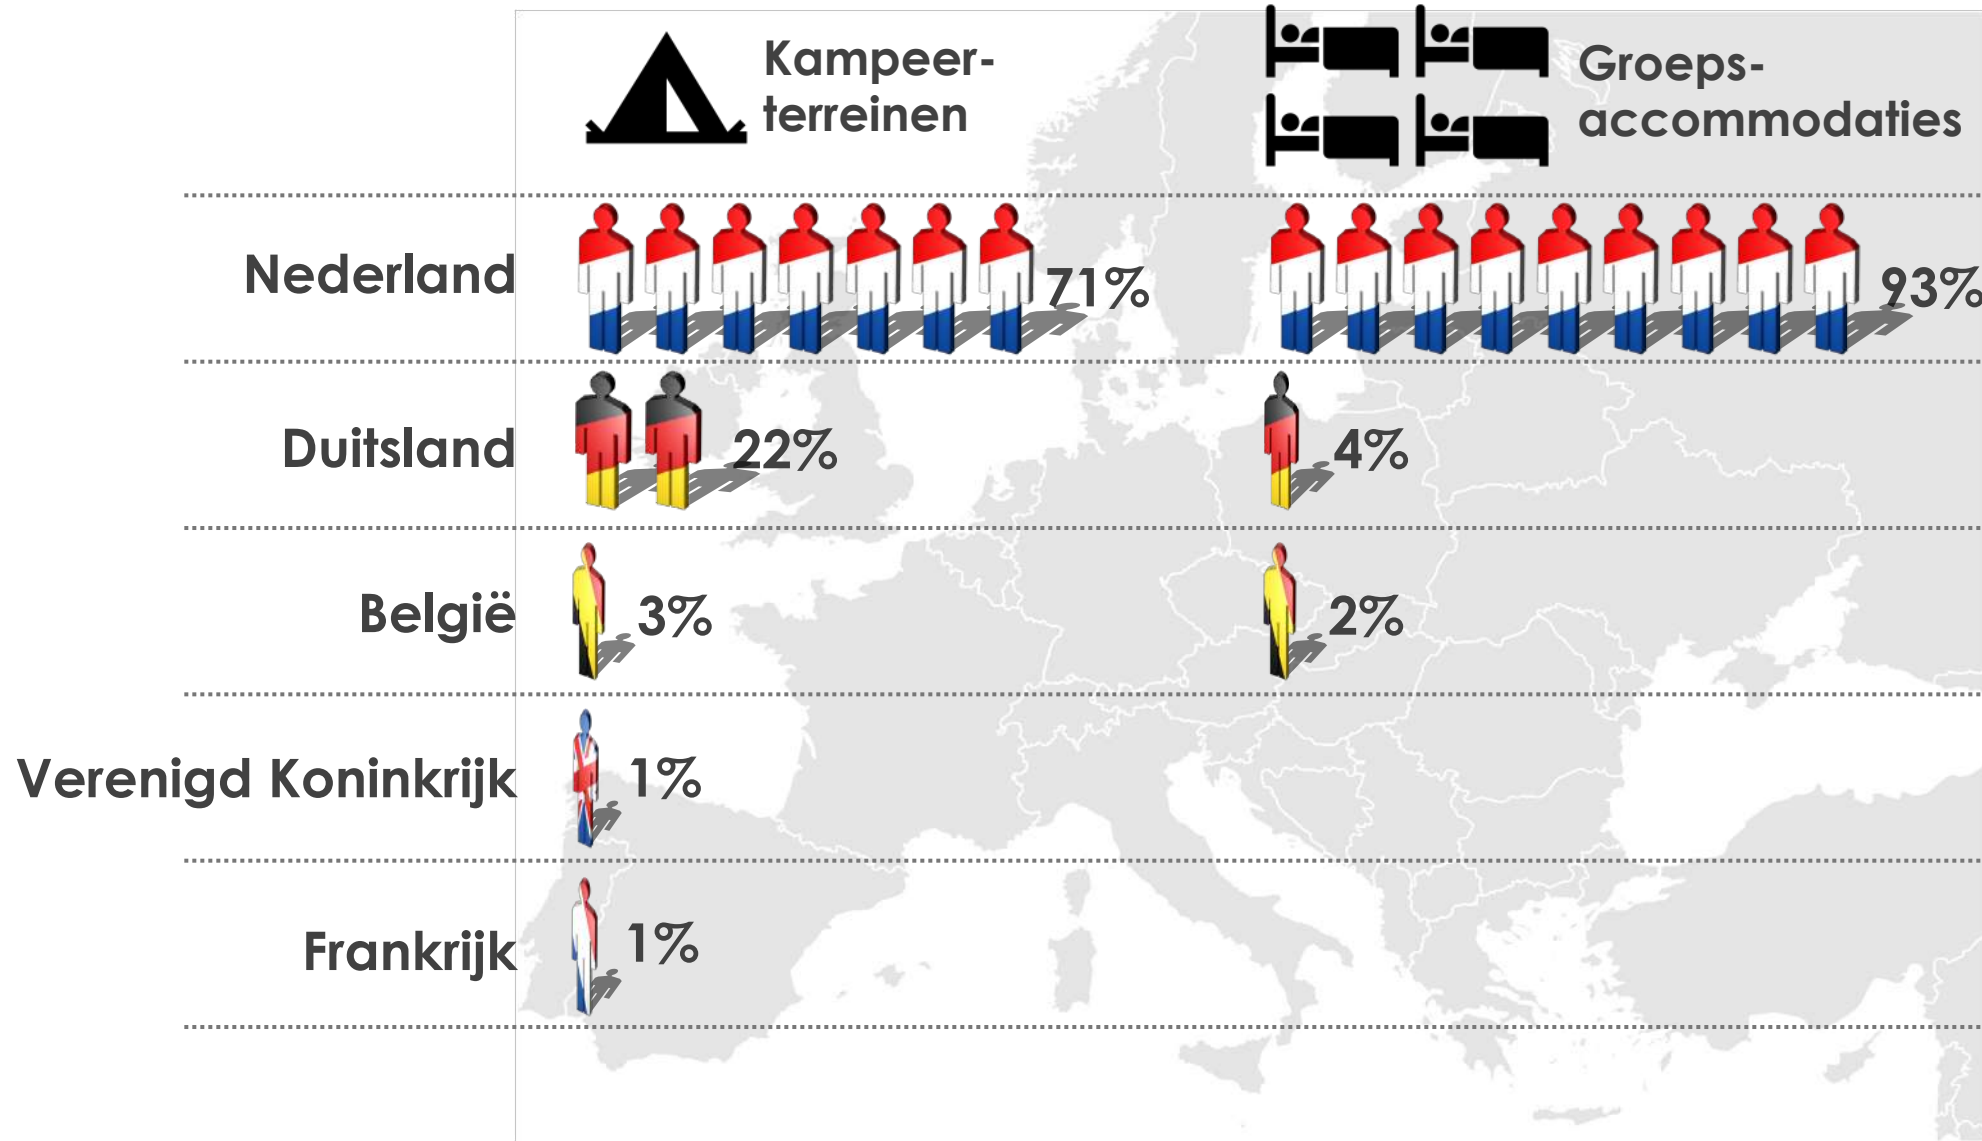 Kampeer-
terreinen
Groeps-
accommodaties
Nederland 71% 93%
Duitsland 22% 4%
België 3% 2%
Verenigd Koninkrijk 1%
Frankrijk 1%